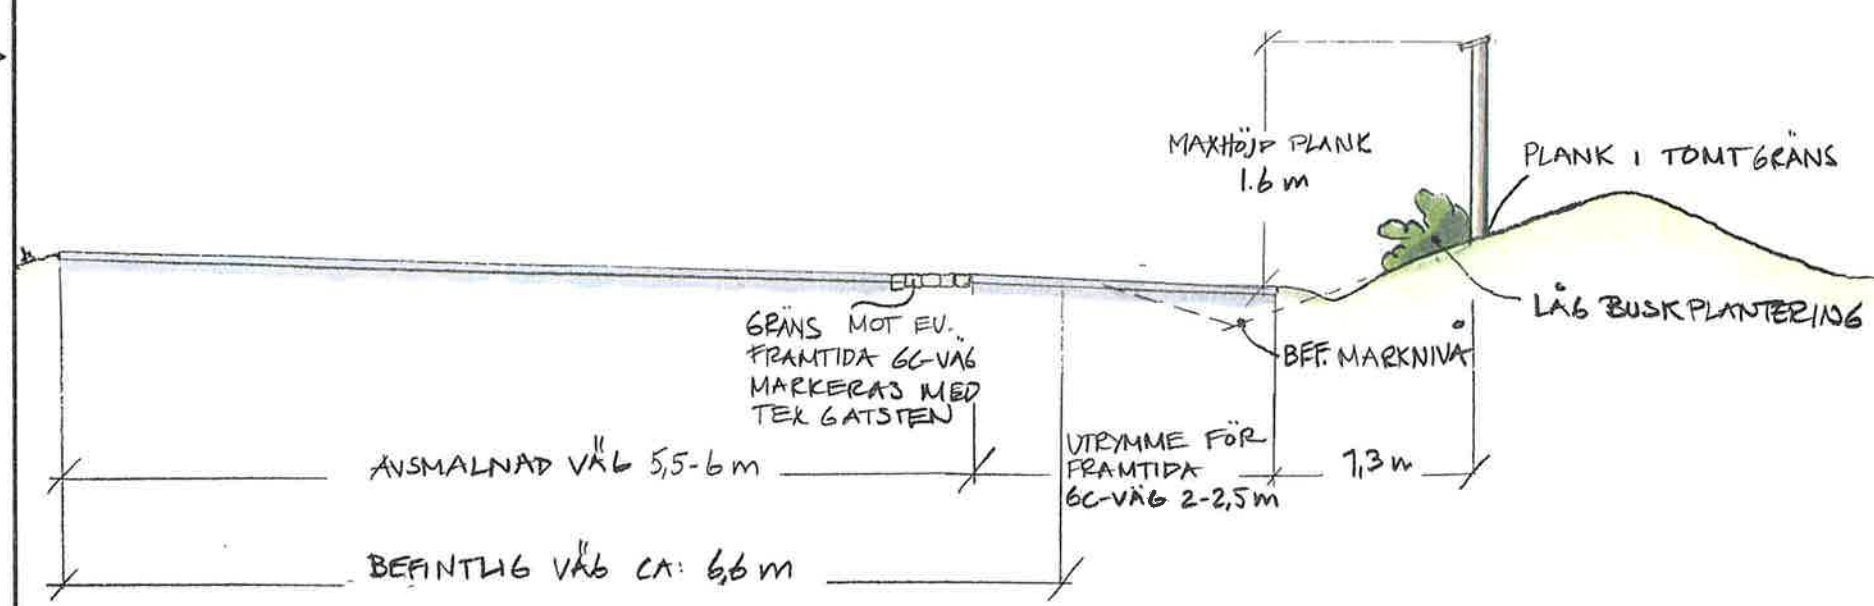 MAXHÖJD PLANK
1.6 m
PLANK I TOMTGRÄNS
LÅG BUSKPLANTERING
GRÄNS MOT EV.
FRAMTIDA GC-VÄG
MARKERAS MED
TEX GATSTEN
BEF. MARKNIVÅ
AVSMALNAD VÄG 5,5-6 m
UTRYMME FÖR
FRAMTIDA
GC-VÄG 2-2,5 m
1,3 m
BEFINTLIG VÄG CA: 6,6 m